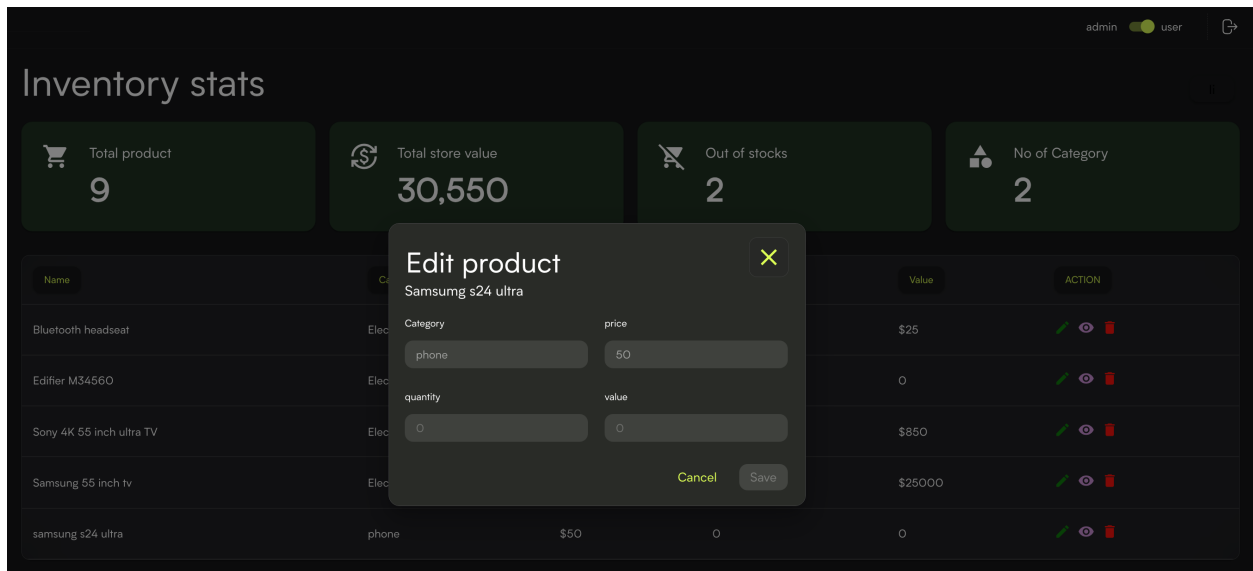 admin user
Inventory stats
Total product
9
Total store value
30,550
Out of stocks
2
No of Category
2
Edit product
Samsumg s24 ultra
Category price
phone 50
quantity value
0 0
Cancel Save
Name Value ACTION
Bluetooth headseat $25
Edifier M34560 0
Sony 4K 55 inch ultra TV $850
Samsung 55 inch tv $25000
samsung s24 ultra phone $50 0 0